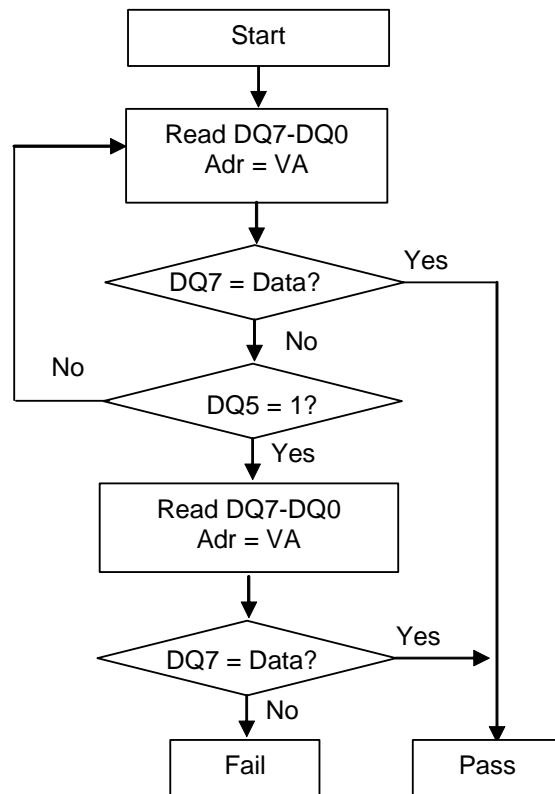 Start
Read DQ7-DQ0
Adr = VA
DQ7 = Data?
Yes
No
No
DQ5 = 1?
Yes
Read DQ7-DQ0
Adr = VA
DQ7 = Data?
Yes
No
Fail
Pass